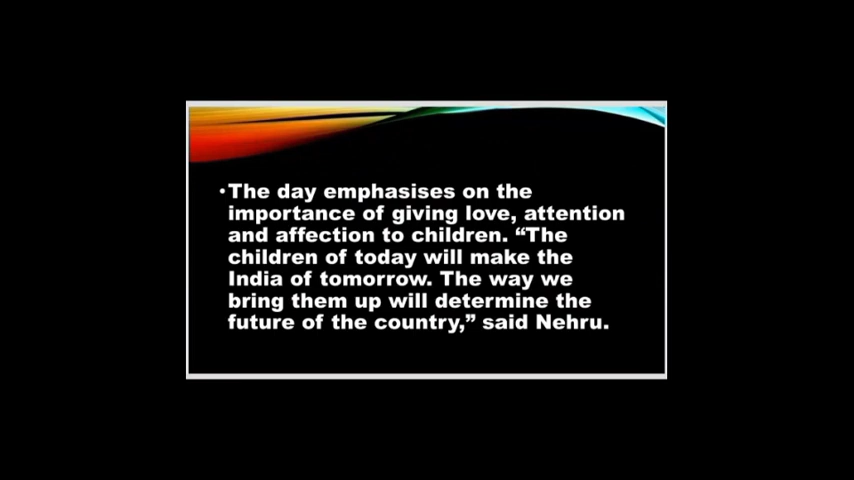 •The day emphasises on the
importance of giving love, attention
and affection to children. “The
children of today will make the
India of tomorrow. The way we
bring them up will determine the
future of the country,” said Nehru.